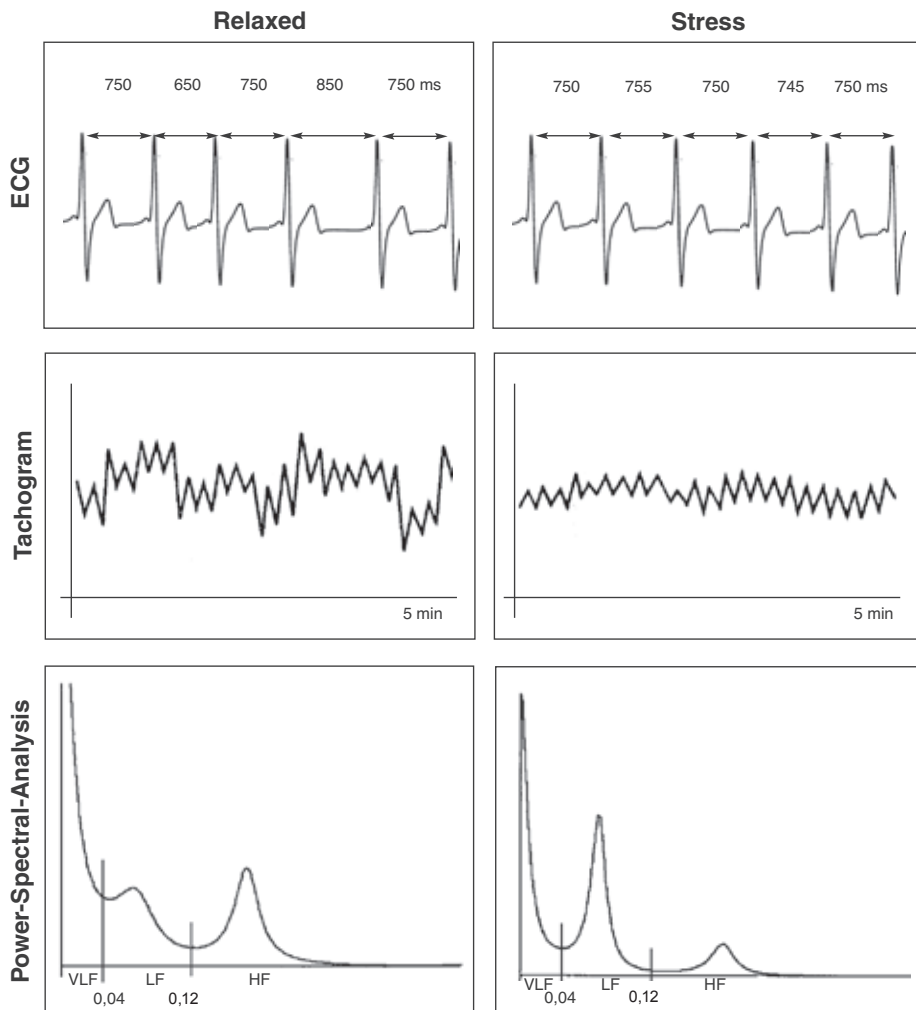 Relaxed
Stress
ECG
750 650 750 850 750 ms
750 755 750 745 750 ms
Tachogram
5 min
5 min
Power-Spectral-Analysis
VLF LF HF
0,04 0,12
VLF LF HF
0,04 0,12